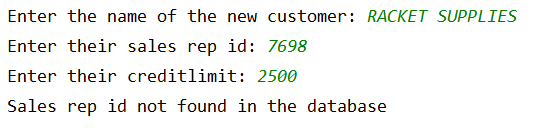 Enter the name of the new customer: RACKET SUPPLIES
Enter their sales rep id: 7698
Enter their creditlimit: 2500
Sales rep id not found in the database